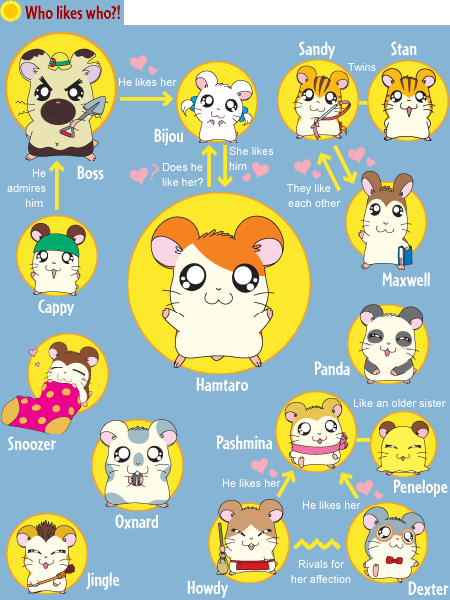 Who likes who?!
Sandy
Stan
Twins
He likes her
Bijou
Boss
She likes
him
Does he
like her?
He
admires
him
They like
each other
Maxwell
Cappy
Hamtaro
Panda
Snoozer
Like an older sister
Pashmina
Penelope
He likes her
He likes her
Oxnard
Jingle
Howdy
Rivals for
her affection
Dexter